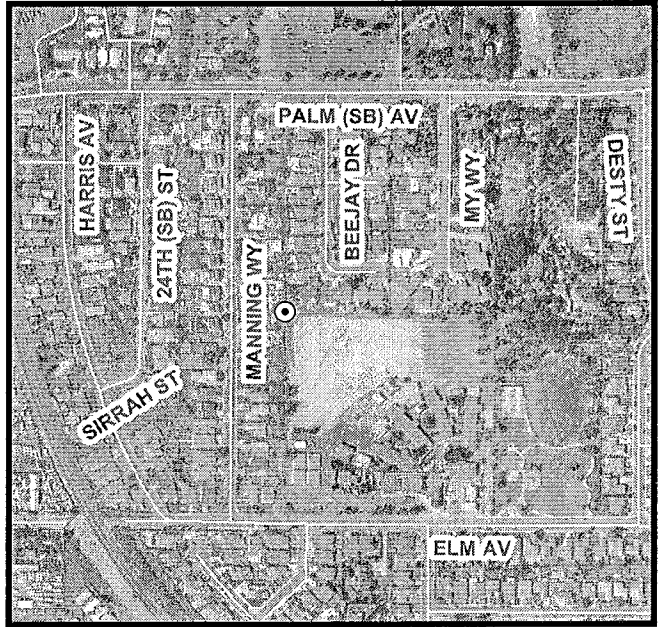 PALM (SB) AV
HARRIS AV
24TH (SB) ST
MANNING WY
BEEJAY DR
MY WY
DESTY ST
SIRRAH ST
ELM AV